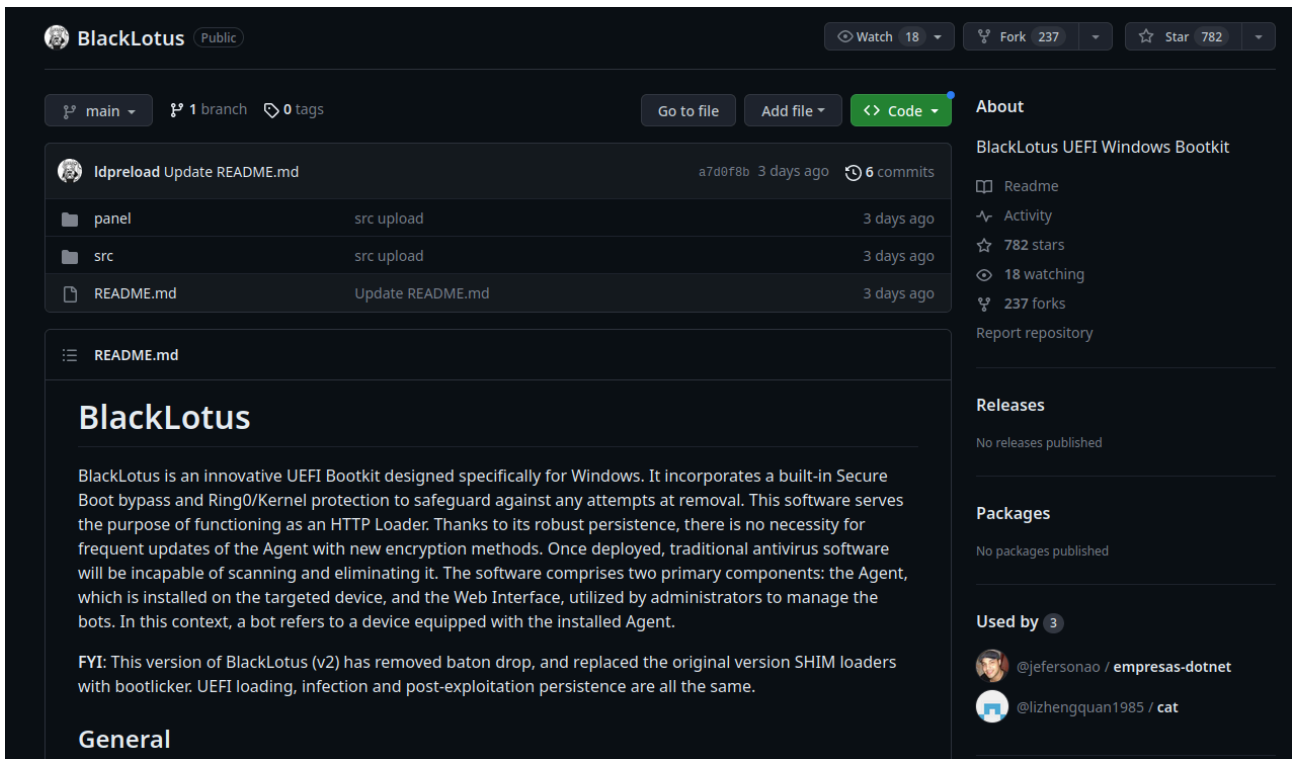 BlackLotus Public
Watch 18
Fork 237
Star 782
main
1 branch
0 tags
Go to file
Add file
<> Code
ldpreload Update README.md
a7d0f8b 3 days ago
6 commits
panel src upload 3 days ago
src src upload 3 days ago
README.md Update README.md 3 days ago
README.md
BlackLotus
BlackLotus is an innovative UEFI Bootkit designed specifically for Windows. It incorporates a built-in Secure
Boot bypass and Ring0/Kernel protection to safeguard against any attempts at removal. This software serves
the purpose of functioning as an HTTP Loader. Thanks to its robust persistence, there is no necessity for
frequent updates of the Agent with new encryption methods. Once deployed, traditional antivirus software
will be incapable of scanning and eliminating it. The software comprises two primary components: the Agent,
which is installed on the targeted device, and the Web Interface, utilized by administrators to manage the
bots. In this context, a bot refers to a device equipped with the installed Agent.
FYI: This version of BlackLotus (v2) has removed baton drop, and replaced the original version SHIM loaders
with bootlicker. UEFI loading, infection and post-exploitation persistence are all the same.
General
About
BlackLotus UEFI Windows Bootkit
Readme
Activity
782 stars
18 watching
237 forks
Report repository
Releases
No releases published
Packages
No packages published
Used by 3
@jefersonao / empresas-dotnet
@lizhengquan1985 / cat